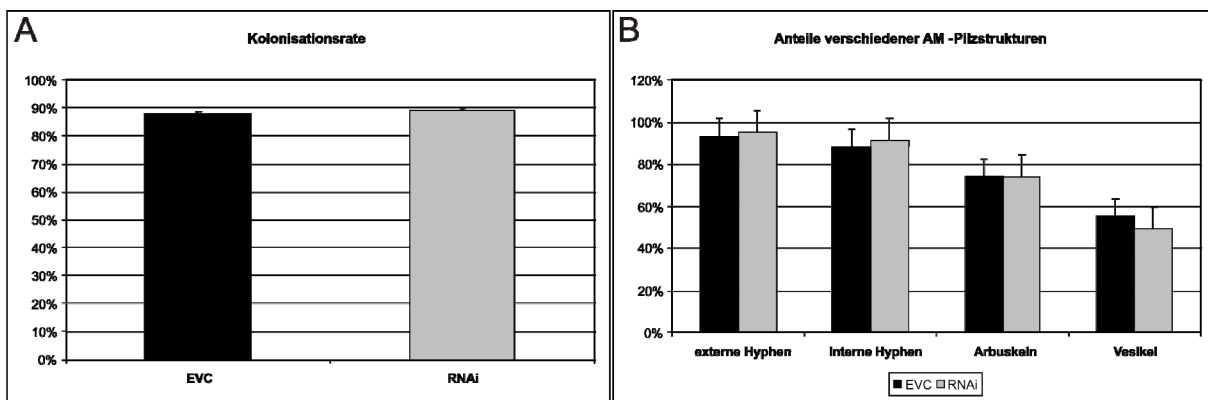 A
Kolonisationsrate
100%
90%
80%
70%
60%
50%
40%
30%
20%
10%
0%
EVC RNAi
B
Anteile verschiedener AM -Pilzstrukturen
120%
100%
80%
60%
40%
20%
0%
externe Hyphen interne Hyphen Arbuskeln Vesikel
EVC RNAi